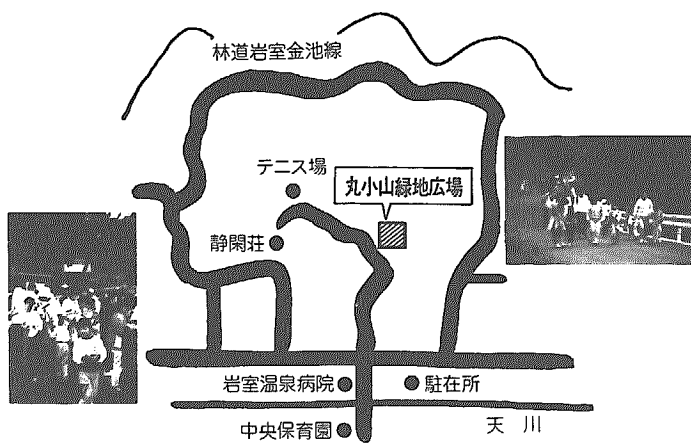 林道岩室金池線
テニス場
丸小山緑地広場
静閑荘
岩室温泉病院
駐在所
天川
中央保育園